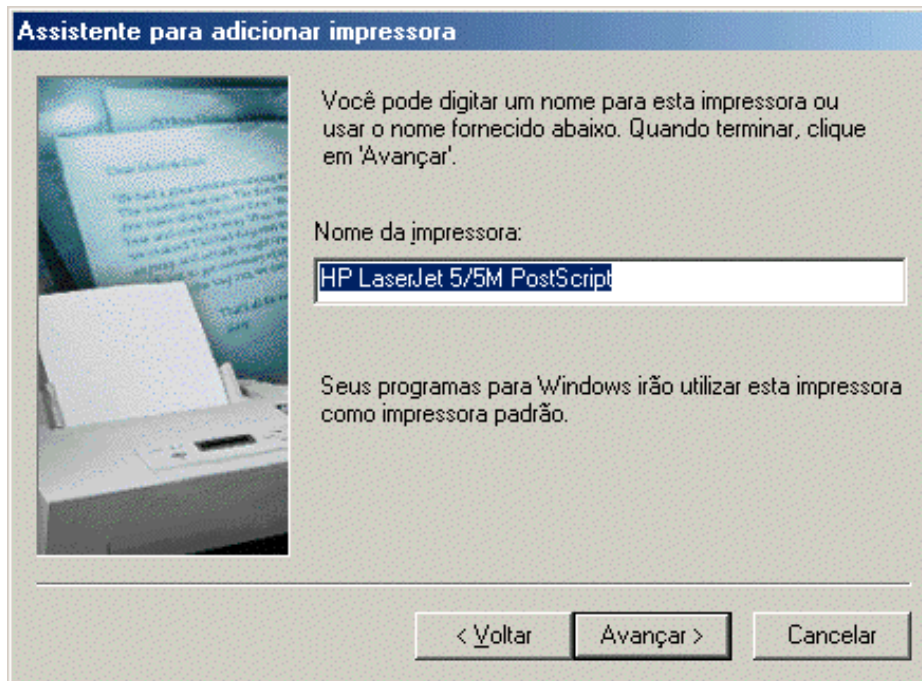 Assistente para adicionar impressora
Você pode digitar um nome para esta impressora ou
usar o nome fornecido abaixo. Quando terminar, clique
em 'Avançar'.
Nome da impressora:
HP LaserJet 5/5M PostScript
Seus programas para Windows irão utilizar esta impressora
como impressora padrão.
< Voltar
Avançar >
Cancelar